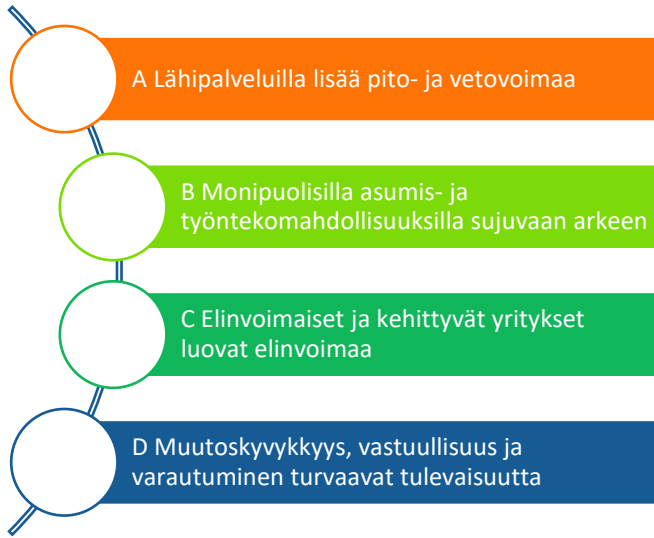 A Lähipalveluilla lisää pito- ja vetovoimaa
B Monipuolisilla asumis- ja
työntekomahdollisuuksilla sujuvaan arkeen
C Elinvoimaiset ja kehittyvät yritykset
luovat elinvoimaa
D Muutoskyvykkyys, vastuullisuus ja
varautuminen turvaavat tulevaisuutta